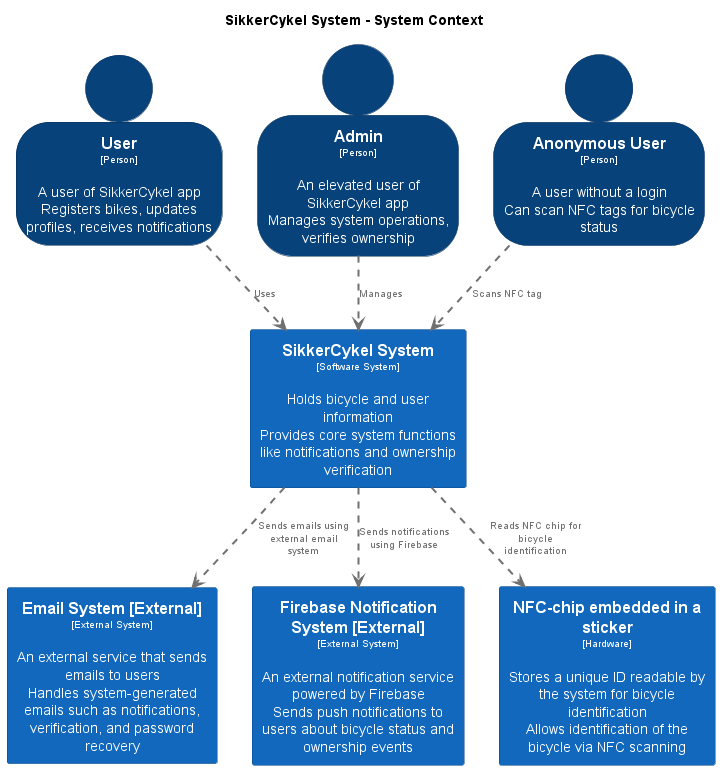 SikkerCykel System - System Context
User
[Person]
A user of SikkerCykel app
Registers bikes, updates
profiles, receives notifications
Admin
[Person]
An elevated user of
SikkerCykel app
Manages system operations,
verifies ownership
Anonymous User
[Person]
A user without a login
Can scan NFC tags for bicycle
status
Uses
Manages
Scans NFC tag
SikkerCykel System
[Software System]
Holds bicycle and user
information
Provides core system functions
like notifications and ownership
verification
Sends emails using
external email
system
Sends notifications
using Firebase
Reads NFC chip for
bicycle
identification
Email System [External]
[External System]
An external service that sends
emails to users
Handles system-generated
emails such as notifications,
verification, and password
recovery
Firebase Notification
System [External]
[External System]
An external notification service
powered by Firebase
Sends push notifications to
users about bicycle status and
ownership events
NFC-chip embedded in a
sticker
[Hardware]
Stores a unique ID readable by
the system for bicycle
identification
Allows identification of the
bicycle via NFC scanning